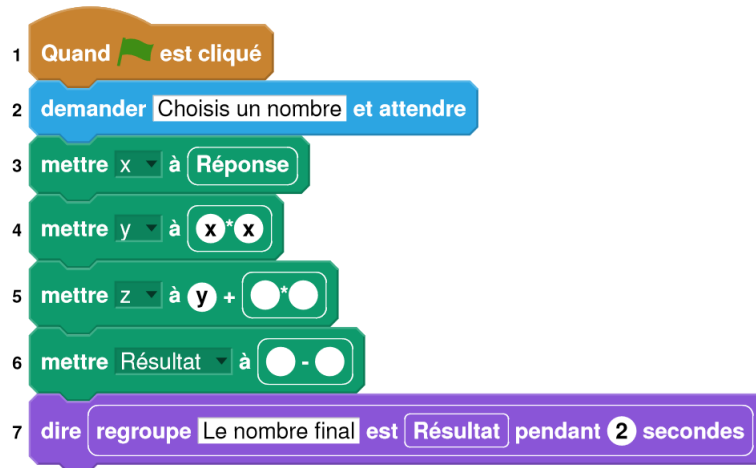 1 Quand est cliqué
2 demander Choisis un nombre et attendre
3 mettre x à Réponse
4 mettre y à x * x
5 mettre z à y + *
6 mettre Résultat à -
7 dire regroupe Le nombre final est Résultat pendant 2 secondes